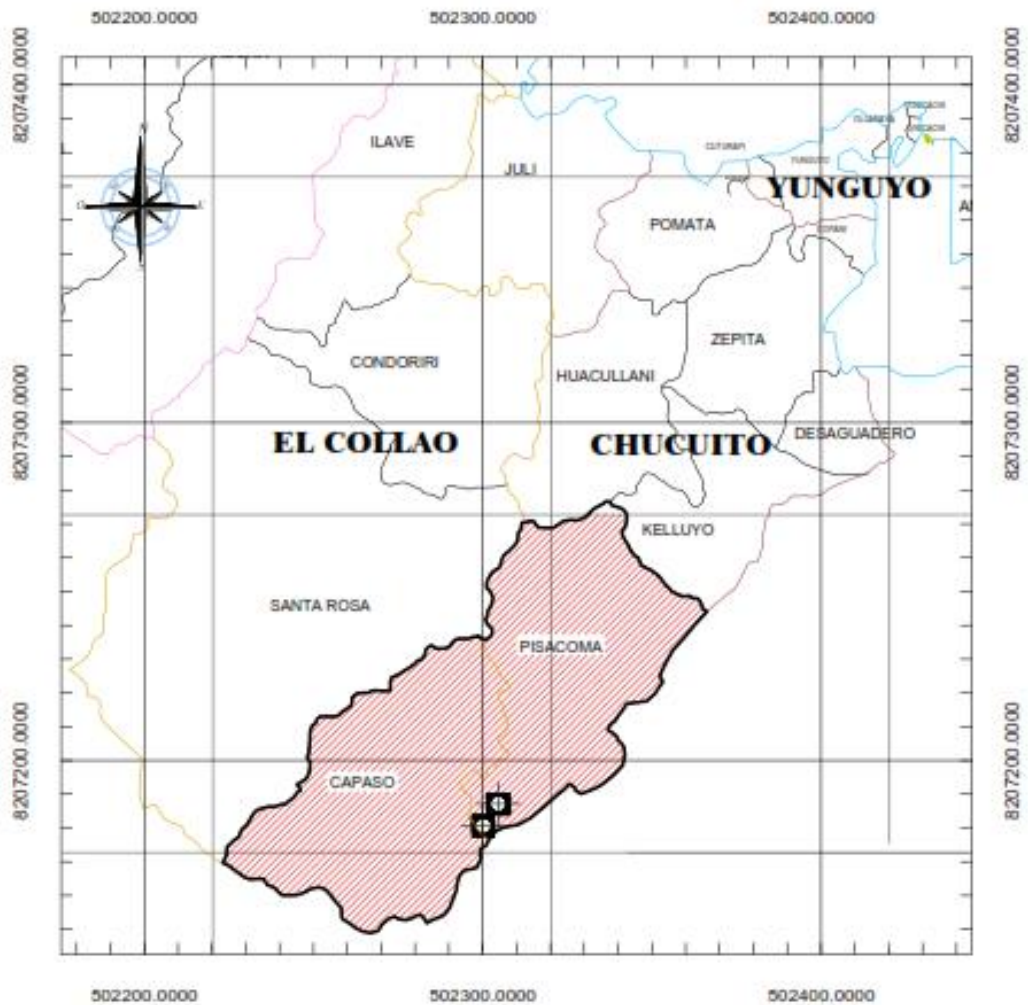 502200.0000 502300.0000 502400.0000
8207400.0000 8207400.0000
ILAVE
JULI
CUTURAPI
YUNGUYO
YUNGUYO
POMATA
ZEPITA
CONDORIRI
HUACULLANI
8207300.0000 8207300.0000
DESAGUADERO
EL COLLAO CHUCUITO
KELLUYO
SANTA ROSA
PISACOMA
8207200.0000 8207200.0000
CAPASO
502200.0000 502300.0000 502400.0000